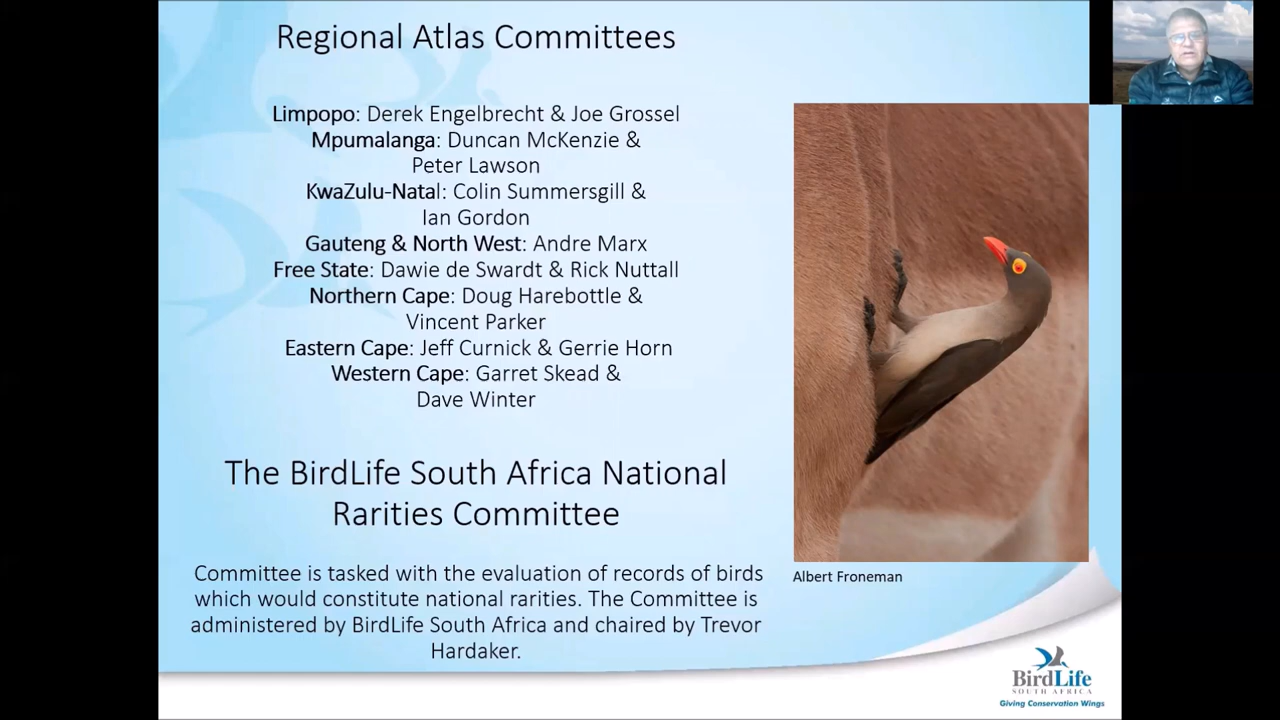 Regional Atlas Committees
Limpopo: Derek Engelbrecht & Joe Grossel
Mpumalanga: Duncan McKenzie &
Peter Lawson
KwaZulu-Natal: Colin Summersgill &
Ian Gordon
Gauteng & North West: Andre Marx
Free State: Dawie de Swardt & Rick Nuttall
Northern Cape: Doug Harebottle &
Vincent Parker
Eastern Cape: Jeff Curnick & Gerrie Horn
Western Cape: Garret Skead &
Dave Winter
The BirdLife South Africa National
Rarities Committee
Committee is tasked with the evaluation of records of birds
which would constitute national rarities. The Committee is
administered by BirdLife South Africa and chaired by Trevor
Hardaker.
Albert Froneman
BirdLife
SOUTH AFRICA
Giving Conservation Wings